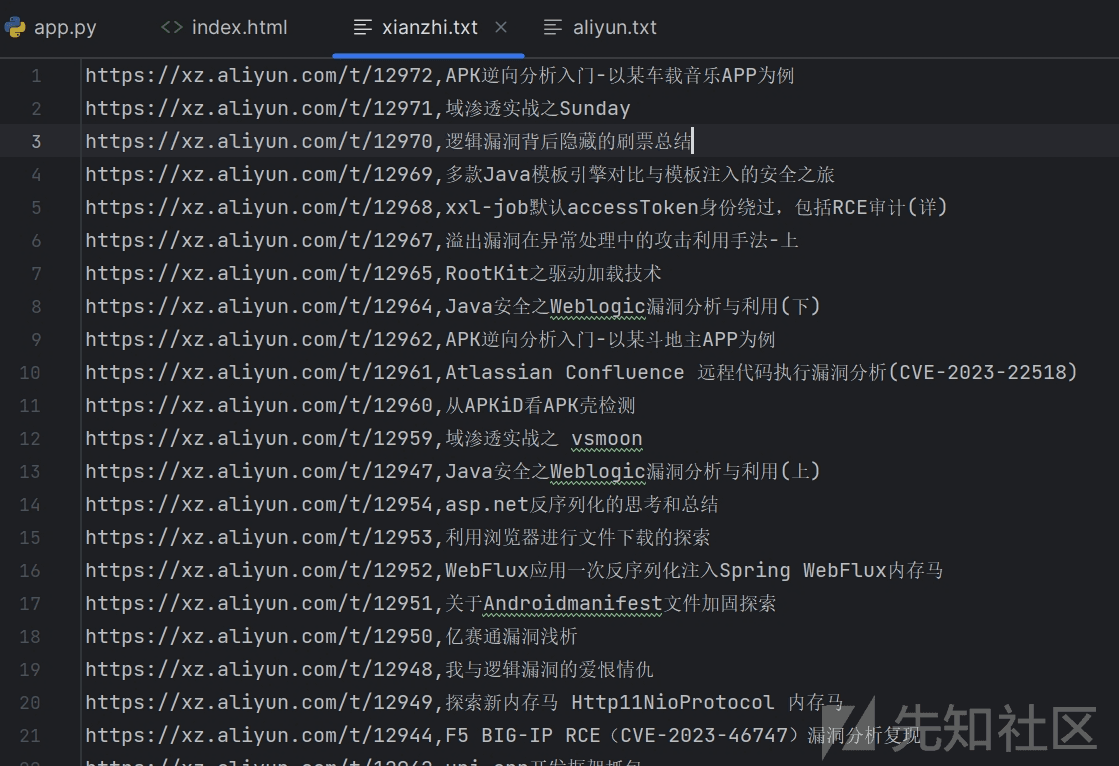 app.py <> index.html xianzhi.txt × aliyun.txt
1 https://xz.aliyun.com/t/12972,APK逆向分析入门-以某车载音乐APP为例
2 https://xz.aliyun.com/t/12971,域渗透实战之Sunday
3 https://xz.aliyun.com/t/12970,逻辑漏洞背后隐藏的刷票总结
4 https://xz.aliyun.com/t/12969,多款Java模板引擎对比与模板注入的安全之旅
5 https://xz.aliyun.com/t/12968,xxl-job默认accessToken身份绕过，包括RCE审计(详)
6 https://xz.aliyun.com/t/12967,溢出漏洞在异常处理中的攻击利用手法-上
7 https://xz.aliyun.com/t/12965,RootKit之驱动加载技术
8 https://xz.aliyun.com/t/12964,Java安全之Weblogic漏洞分析与利用(下)
9 https://xz.aliyun.com/t/12962,APK逆向分析入门-以某斗地主APP为例
10 https://xz.aliyun.com/t/12961,Atlassian Confluence 远程代码执行漏洞分析(CVE-2023-22518)
11 https://xz.aliyun.com/t/12960,从APKiD看APK壳检测
12 https://xz.aliyun.com/t/12959,域渗透实战之 vsmoon
13 https://xz.aliyun.com/t/12947,Java安全之Weblogic漏洞分析与利用(上)
14 https://xz.aliyun.com/t/12954,asp.net反序列化的思考和总结
15 https://xz.aliyun.com/t/12953,利用浏览器进行文件下载的探索
16 https://xz.aliyun.com/t/12952,WebFlux应用一次反序列化注入Spring WebFlux内存马
17 https://xz.aliyun.com/t/12951,关于Androidmanifest文件加固探索
18 https://xz.aliyun.com/t/12950,亿赛通漏洞浅析
19 https://xz.aliyun.com/t/12948,我与逻辑漏洞的爱恨情仇
20 https://xz.aliyun.com/t/12949,探索新内存马 Http11NioProtocol 内存马
21 https://xz.aliyun.com/t/12944,F5 BIG-IP RCE（CVE-2023-46747）漏洞分析复现
先知社区